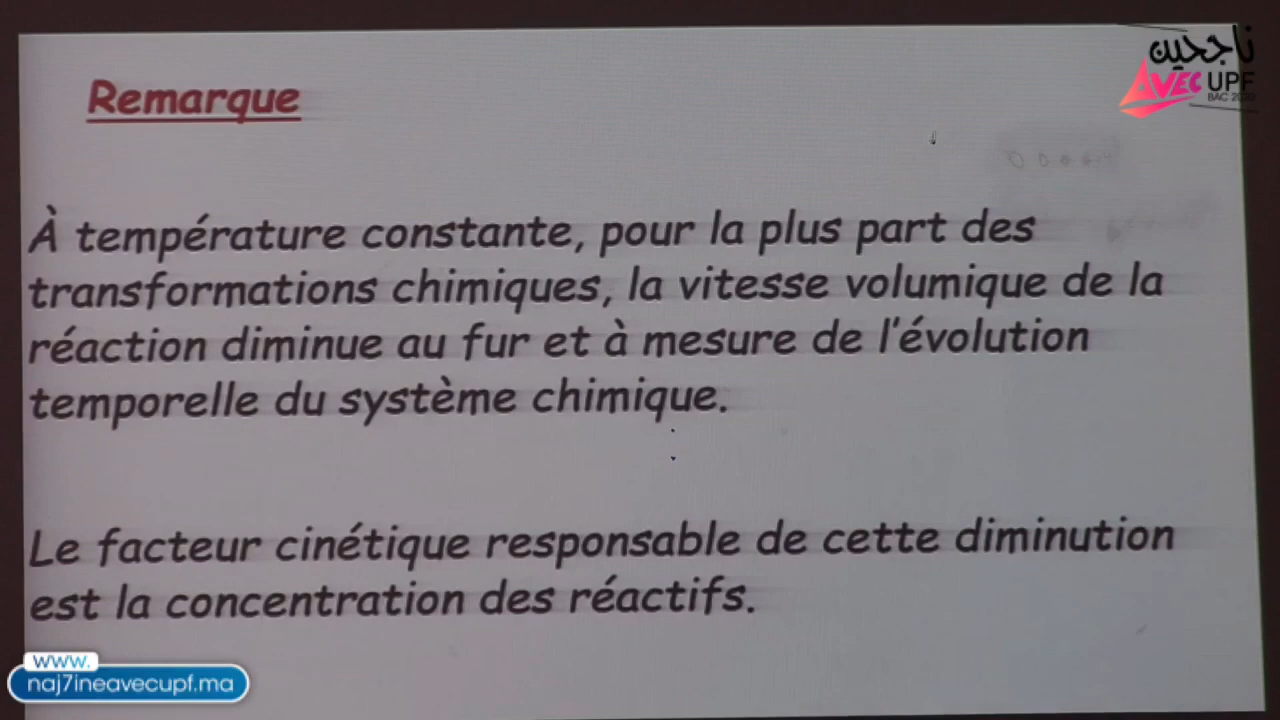 ناجحين
AVEC UPF
BAC 2020
Remarque
À température constante, pour la plus part des
transformations chimiques, la vitesse volumique de la
réaction diminue au fur et à mesure de l'évolution
temporelle du système chimique.
Le facteur cinétique responsable de cette diminution
est la concentration des réactifs.
www.
naj7ineavecupf.ma